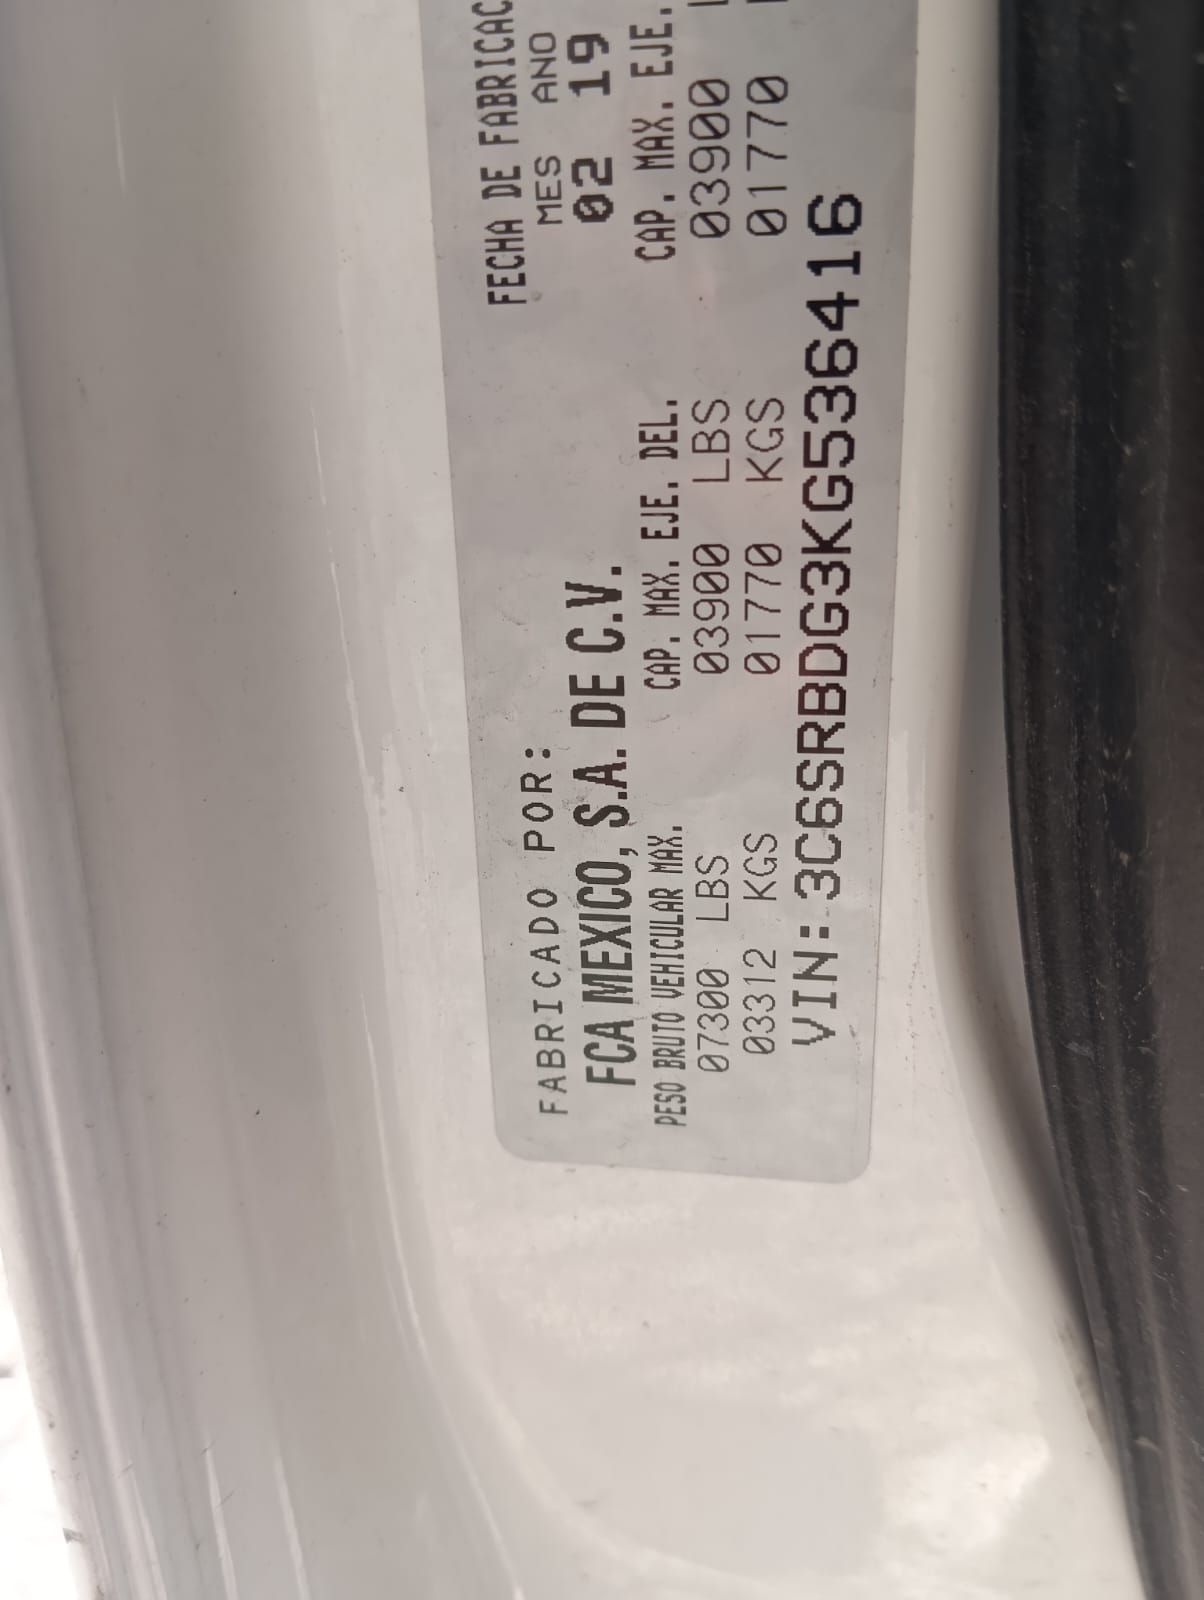 FABRICADO POR:
FCA MEXICO, S.A. DE C.V.
FECHA DE FABRICAC
MES ANO
02 19
PESO BRUTO VEHICULAR MAX. CAP. MAX. EJE. DEL. CAP. MAX. EJE.
07300 LBS 03900 LBS 03900
03312 KGS 01770 KGS 01770
VIN: 3C6SRBDG3KG536416